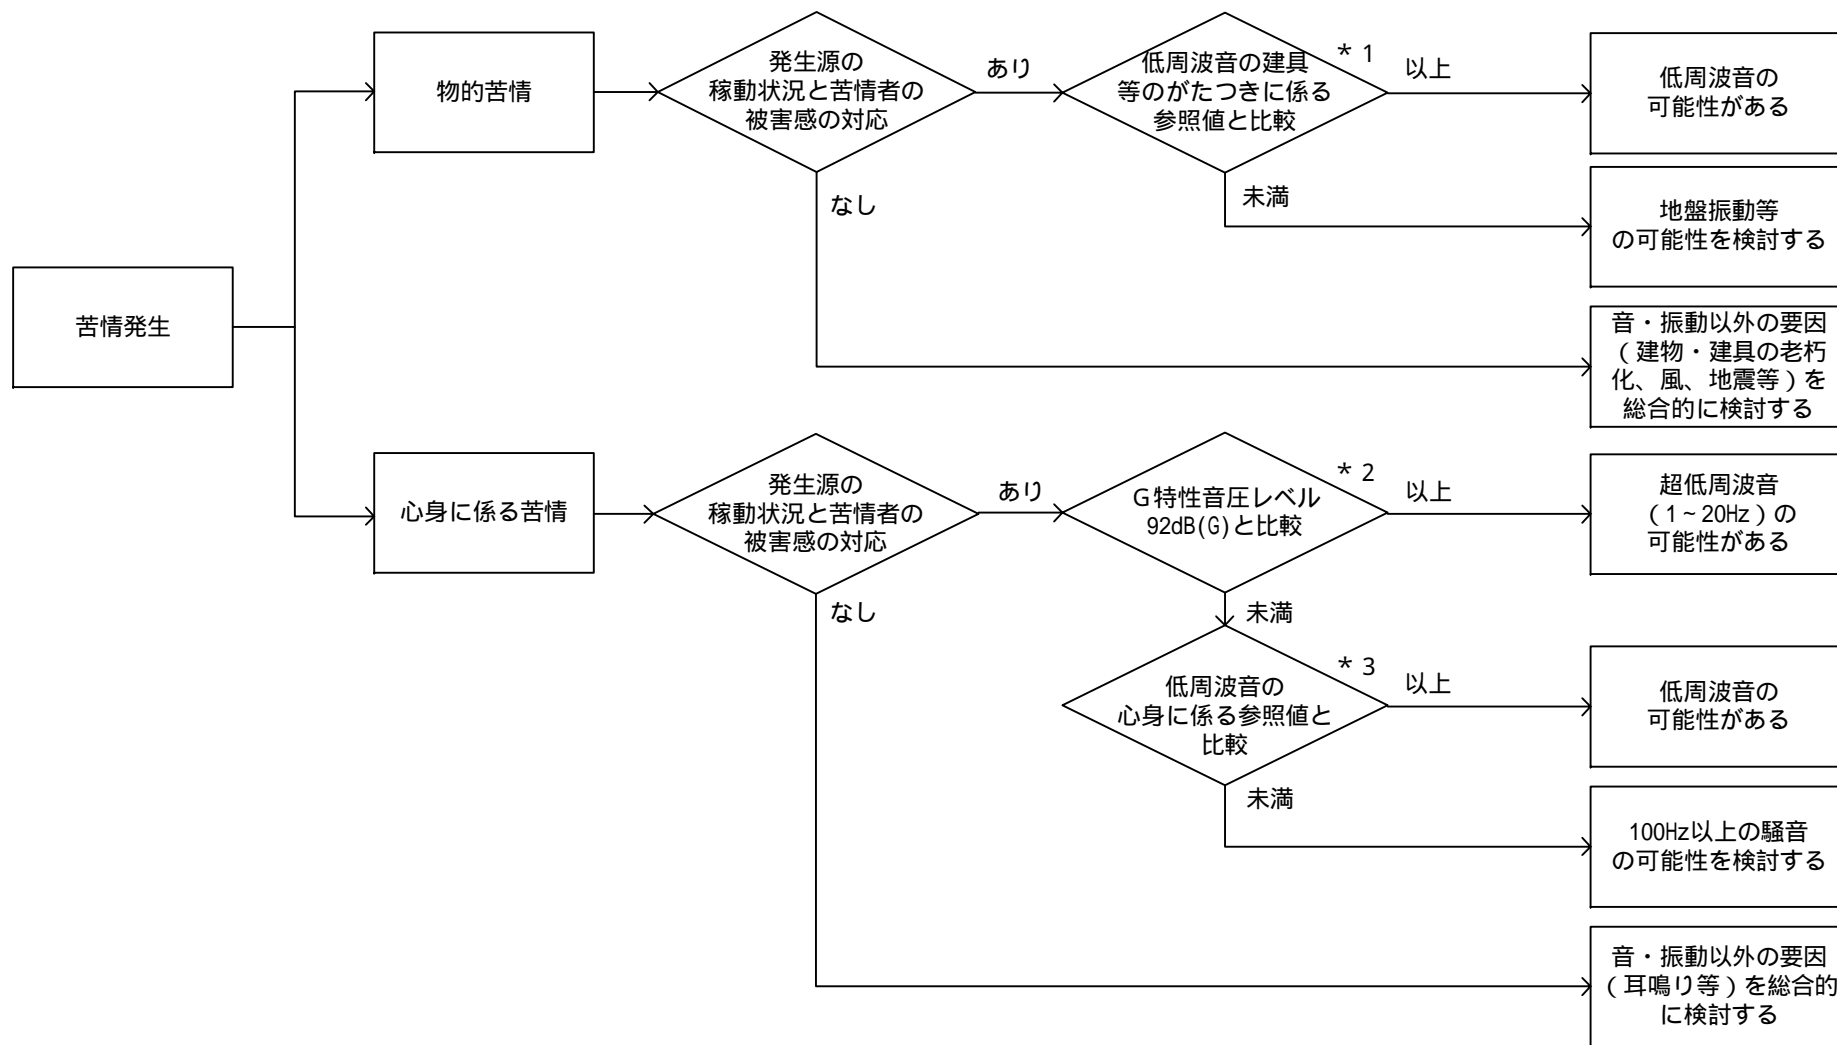 物的苦情
発生源の
稼動状況と苦情者の
被害感の対応
あり
低周波音の建具
等のがたつきに係る
参照値と比較
＊1
以上
低周波音の
可能性がある
未満
地盤振動等
の可能性を検討する
なし
音・振動以外の要因
（建物・建具の老朽
化、風、地震等）を
総合的に検討する
苦情発生
心身に係る苦情
発生源の
稼動状況と苦情者の
被害感の対応
あり
Ｇ特性音圧レベル
92dB(G)と比較
＊2
以上
超低周波音
（1～20Hz）の
可能性がある
未満
低周波音の
心身に係る参照値と
比較
＊3
以上
低周波音の
可能性がある
未満
100Hz以上の騒音
の可能性を検討する
なし
音・振動以外の要因
（耳鳴り等）を総合的
に検討する